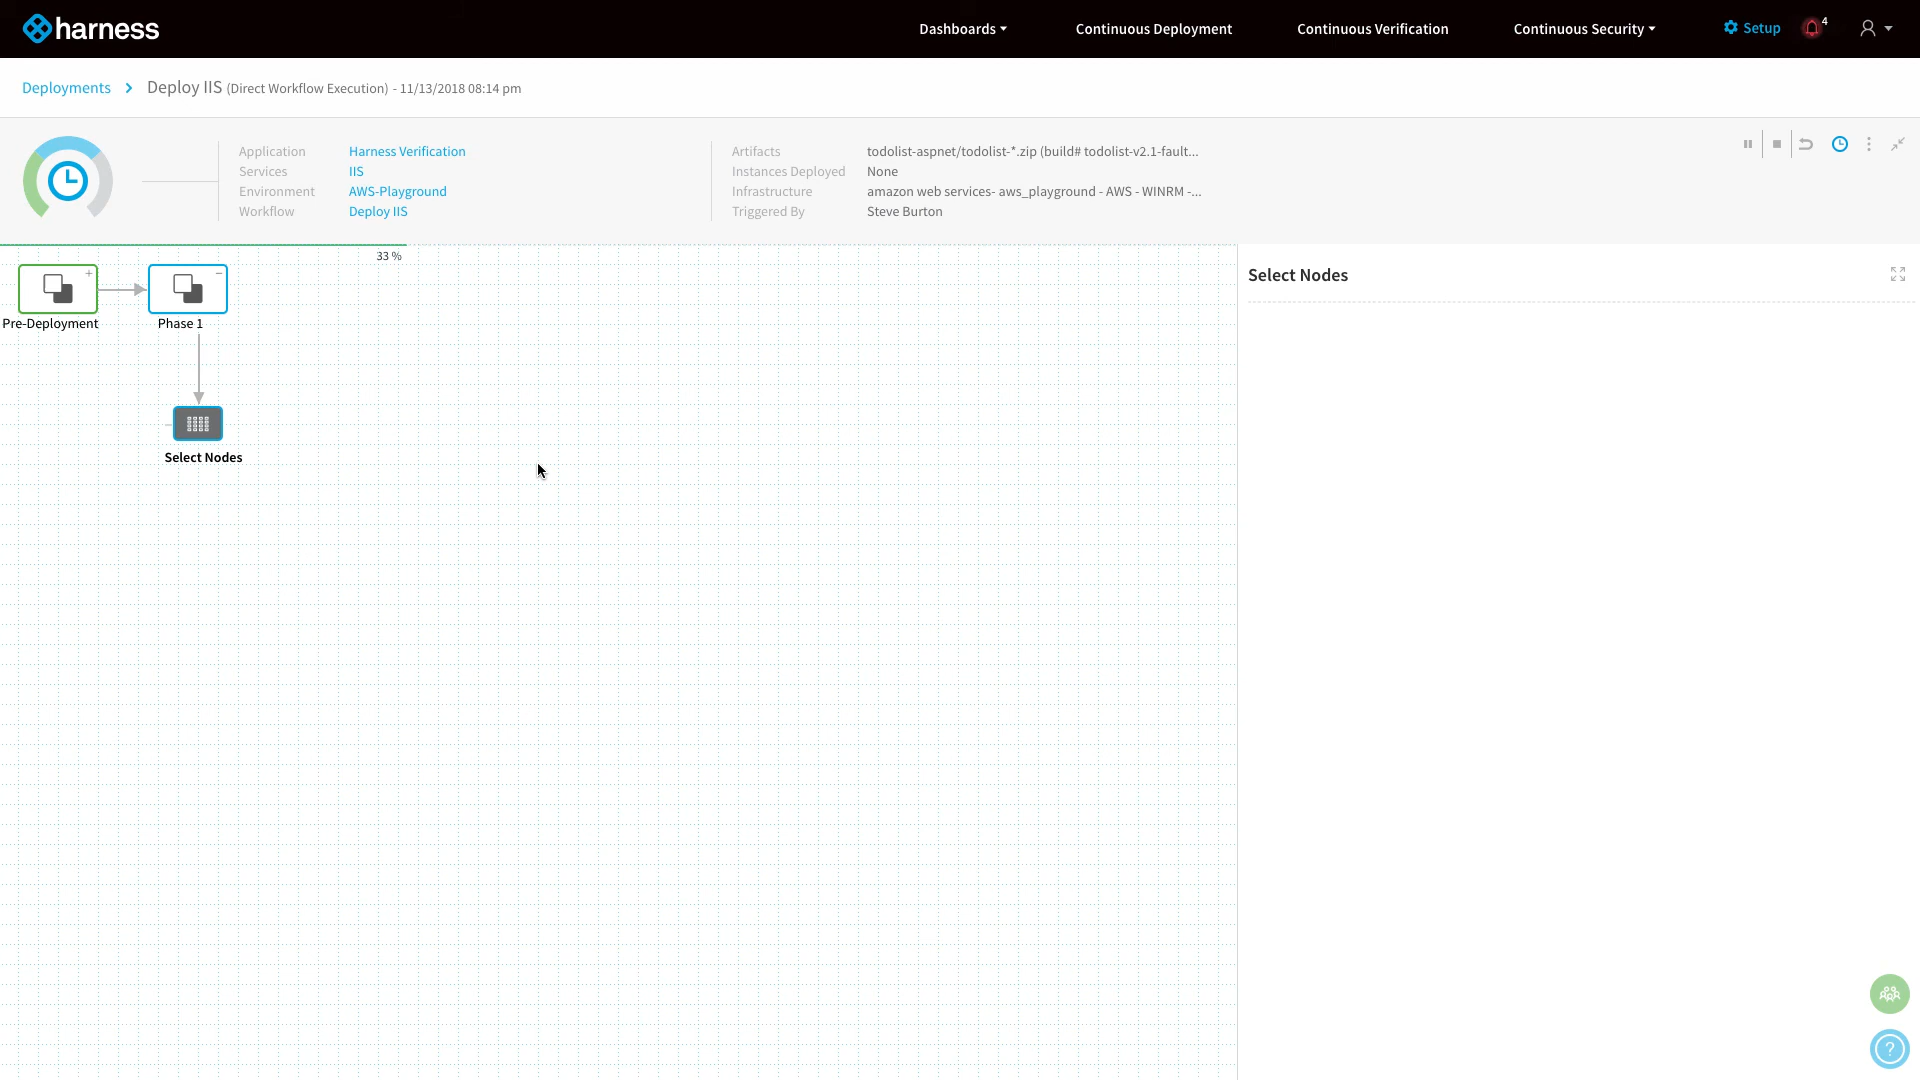 harness
Dashboards
Continuous Deployment
Continuous Verification
Continuous Security
Setup
4
Deployments
Deploy IIS (Direct Workflow Execution) - 11/13/2018 08:14 pm
Application Harness Verification
Services IIS
Environment AWS-Playground
Workflow Deploy IIS
Artifacts todolist-aspnet/todolist-*.zip (build# todolist-v2.1-fault...
Instances Deployed None
Infrastructure amazon web services- aws_playground - AWS - WINRM -...
Triggered By Steve Burton
33 %
Pre-Deployment
Phase 1
Select Nodes
Select Nodes
?